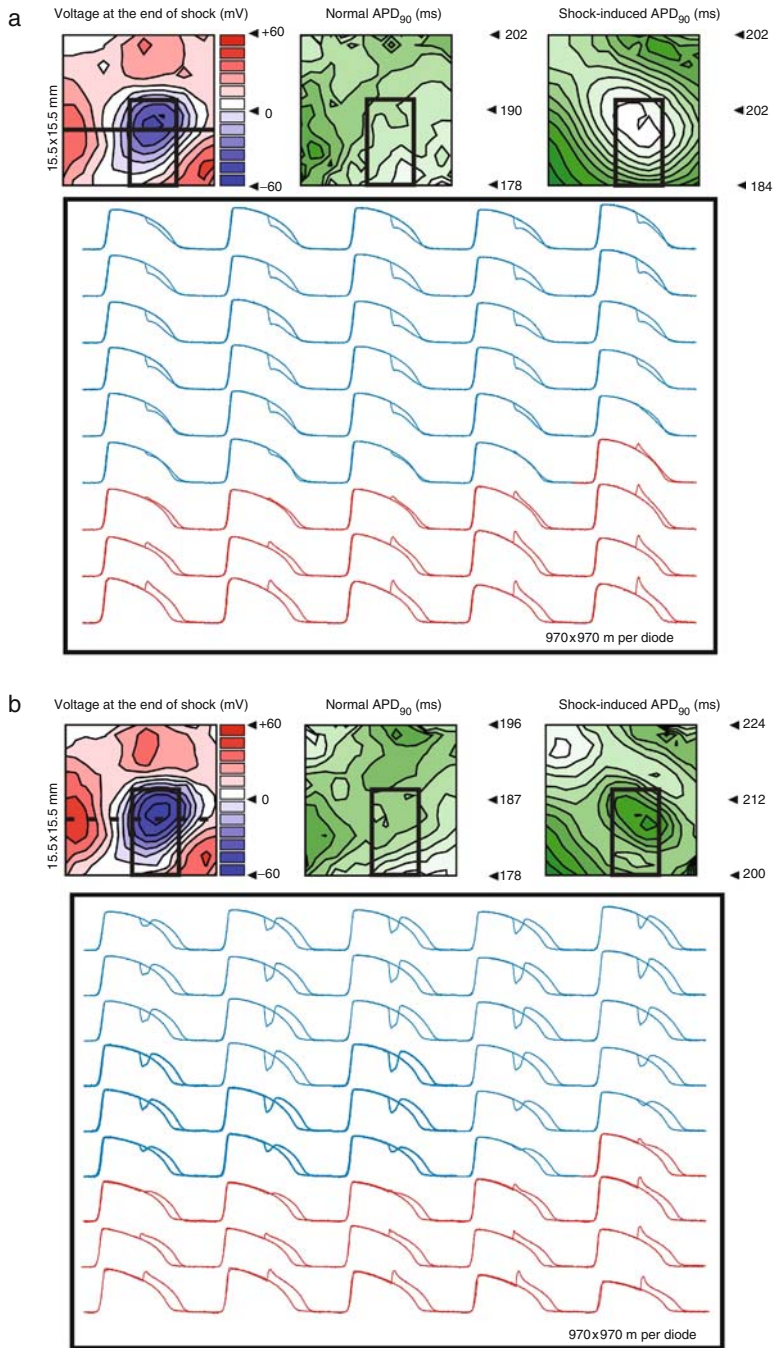 a
Voltage at the end of shock (mV)
Normal APD90 (ms)
Shock-induced APD90 (ms)
15.5x15.5 mm
+60
0
−60
202
190
178
202
202
184
970x970 m per diode
b
Voltage at the end of shock (mV)
Normal APD90 (ms)
Shock-induced APD90 (ms)
15.5x15.5 mm
+60
0
−60
196
187
178
224
212
200
970x970 m per diode